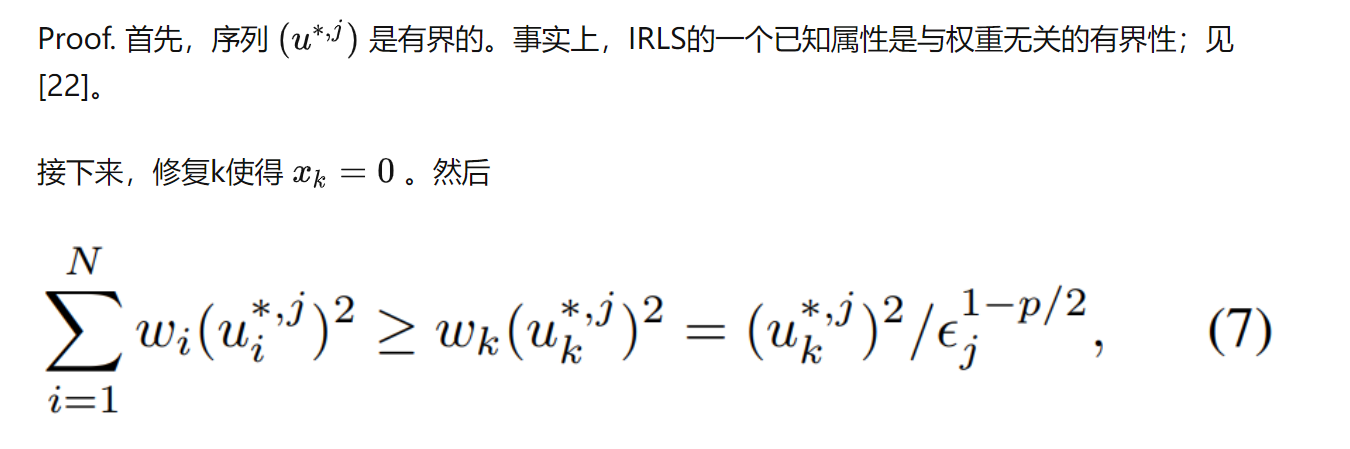 Proof. 首先，序列 $(u^{*,j})$ 是有界的。事实上，IRLS的一个已知属性是与权重无关的有界性；见
[22]。
接下来，修复k使得 $x_k = 0$ 。然后
$\sum_{i=1}^{N} w_i(u_i^{*,j})^2 \geq w_k(u_k^{*,j})^2 = (u_k^{*,j})^2/\epsilon_j^{1-p/2},$ (7)